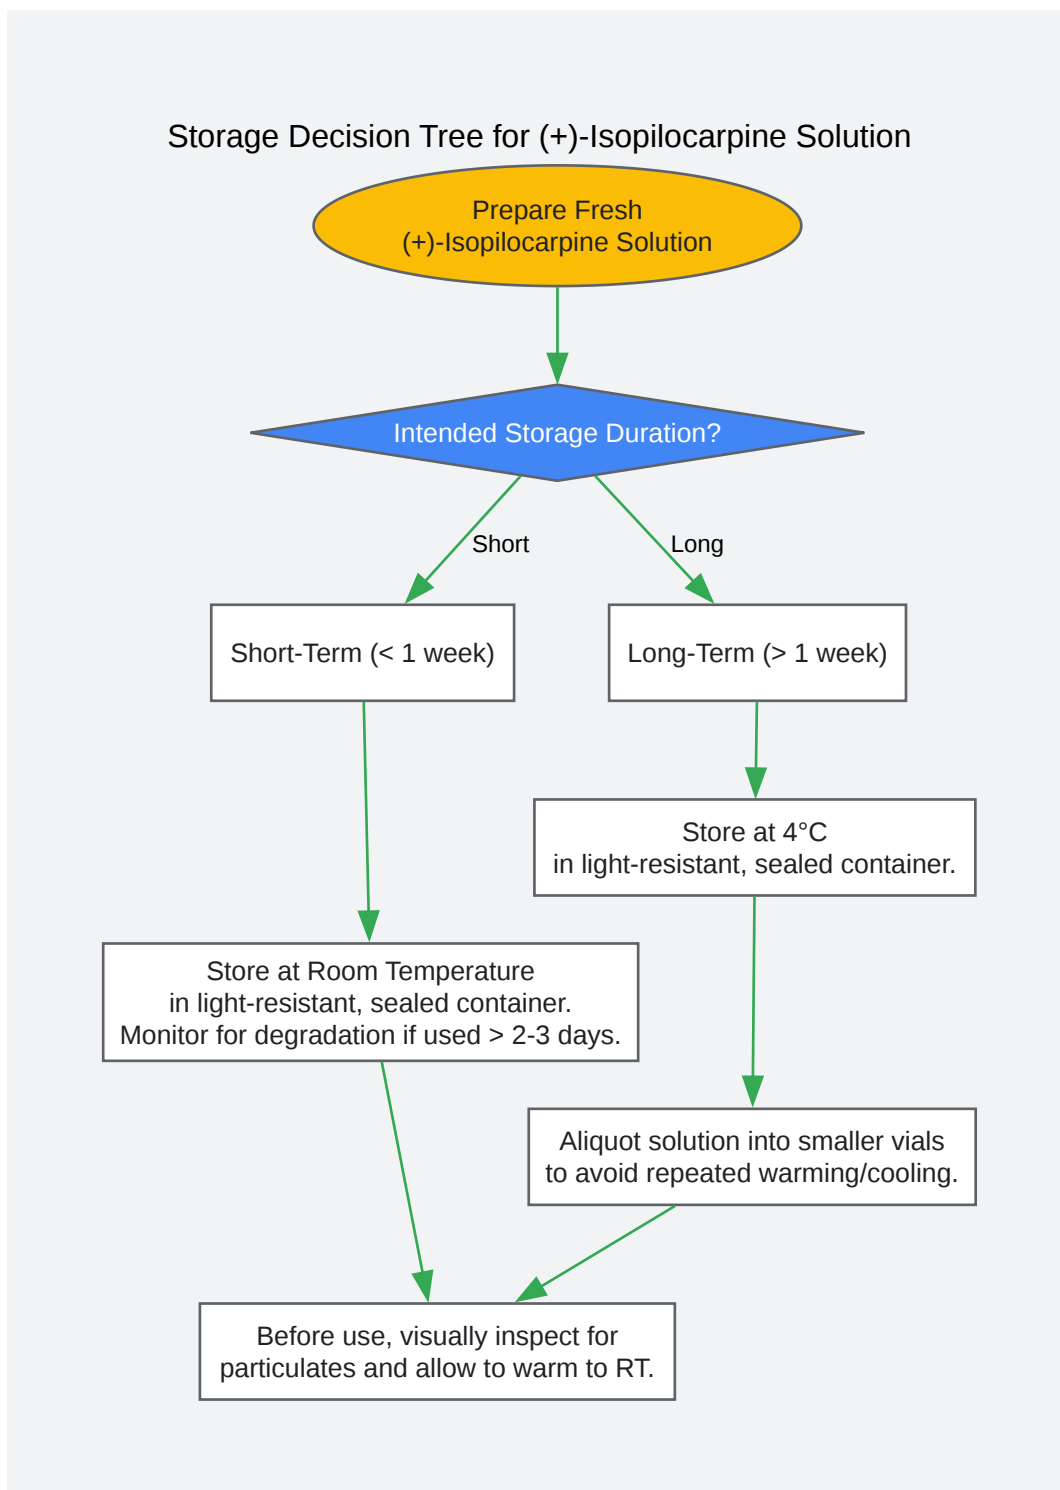 Storage Decision Tree for (+)-Isopilocarpine Solution
Prepare Fresh
(+)-Isopilocarpine Solution
Intended Storage Duration?
Short
Long
Short-Term (< 1 week)
Long-Term (> 1 week)
Store at 4°C
in light-resistant, sealed container.
Store at Room Temperature
in light-resistant, sealed container.
Monitor for degradation if used > 2-3 days.
Aliquot solution into smaller vials
to avoid repeated warming/cooling.
Before use, visually inspect for
particulates and allow to warm to RT.